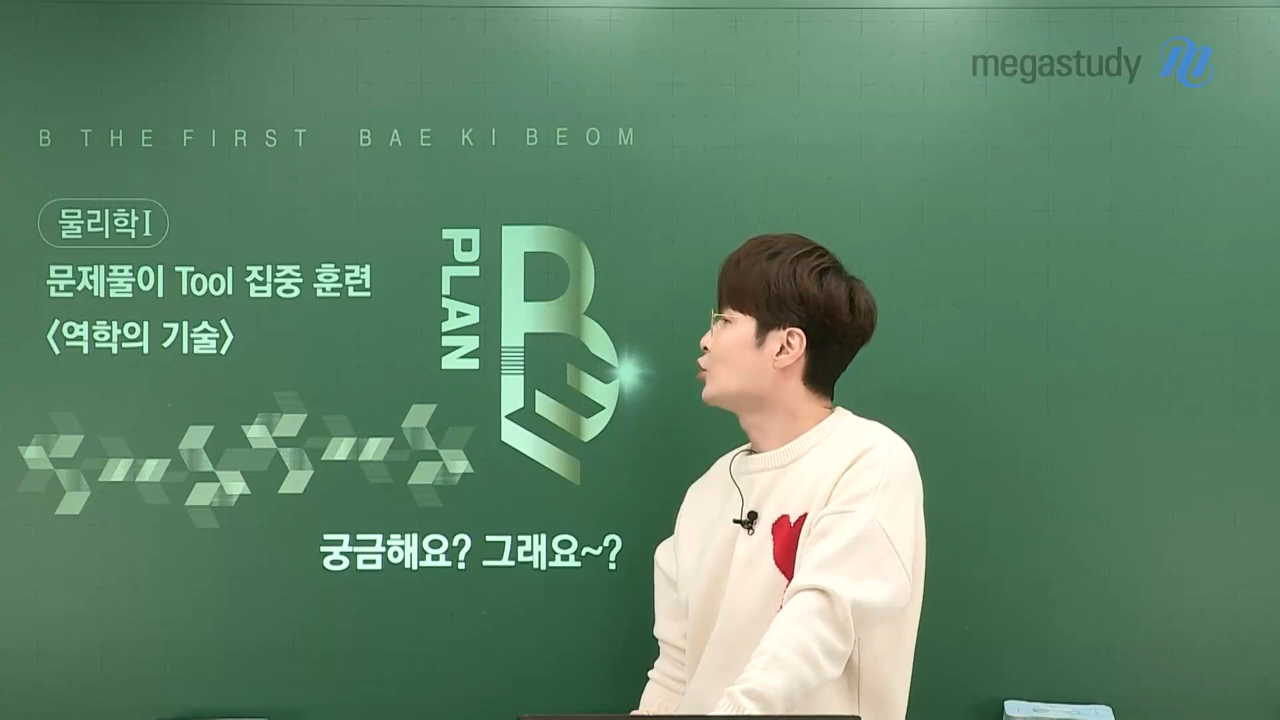 megastudy
B THE FIRST BAE KI BEOM
물리학Ⅰ
문제풀이 Tool 집중 훈련
<역학의 기술>
PLAN
B
궁금해요? 그래요~?